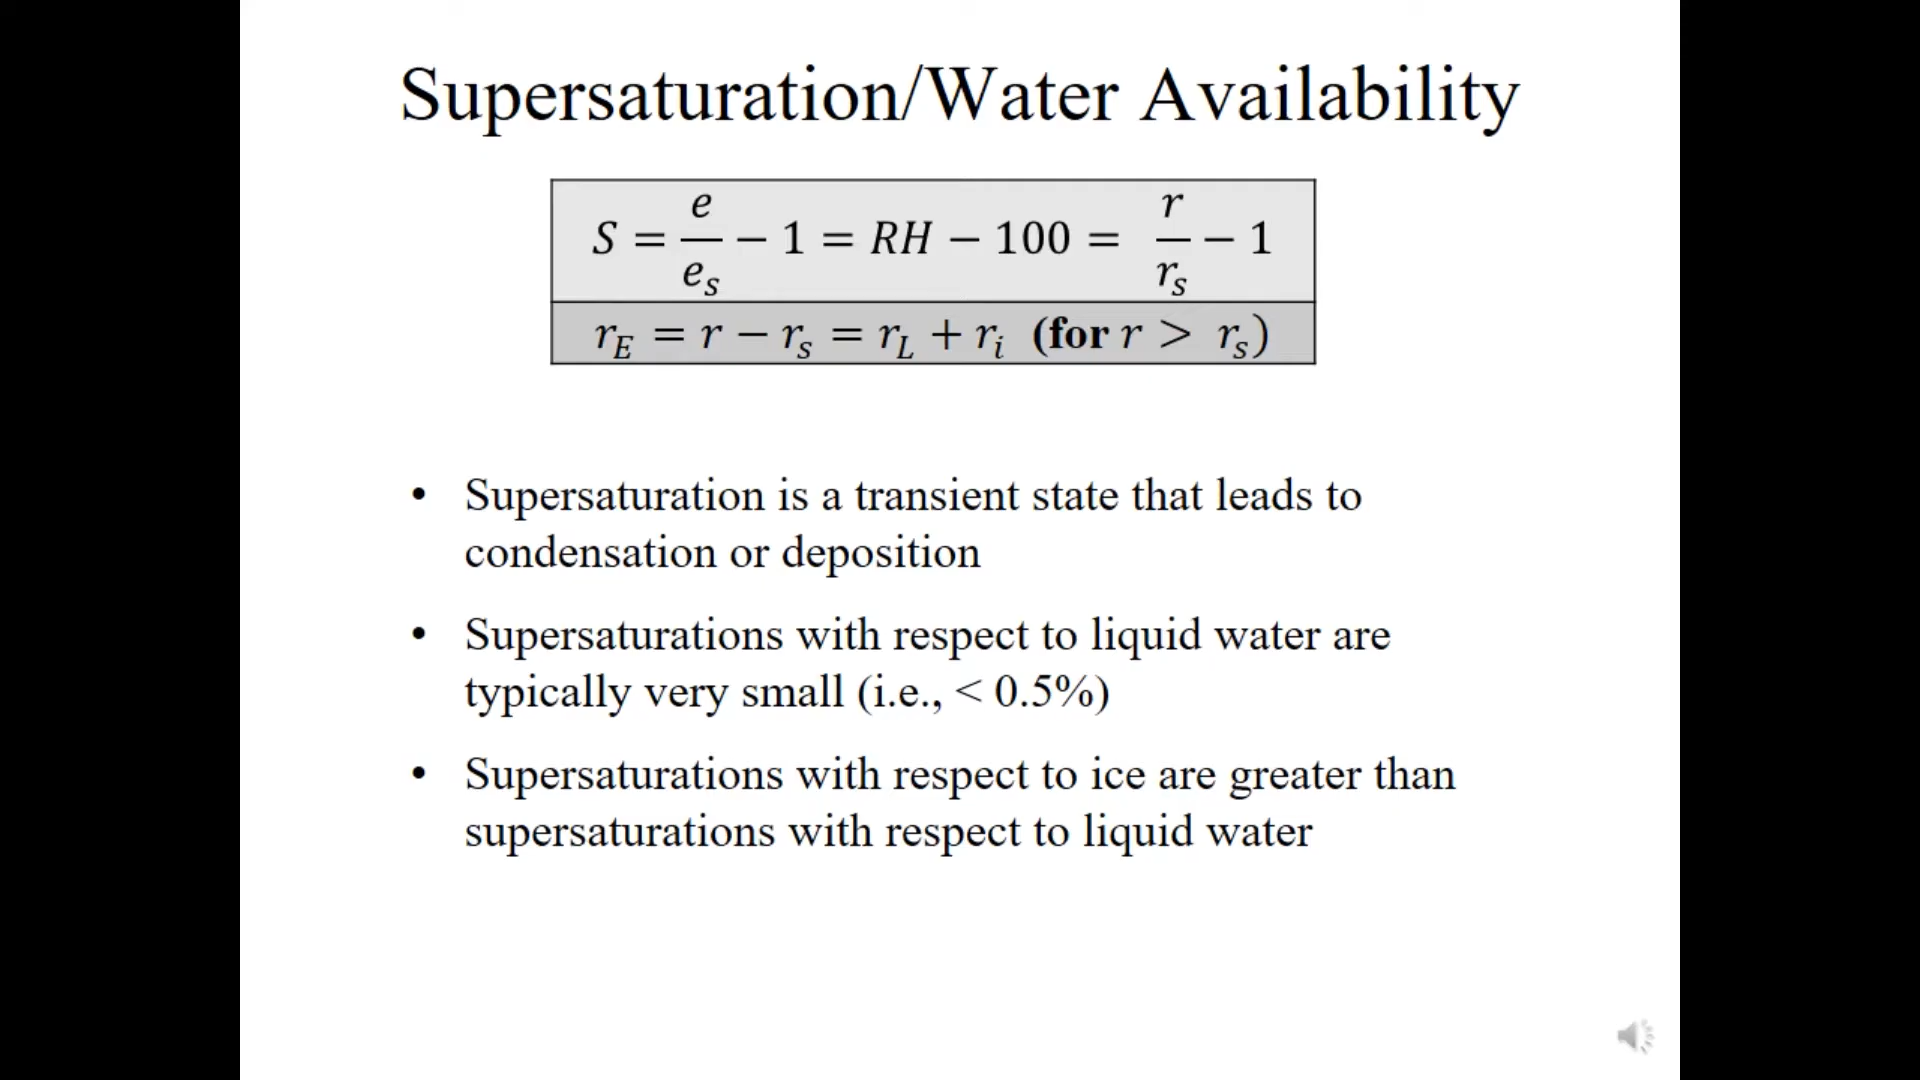 Supersaturation/Water Availability
S = e/e_s − 1 = RH − 100 = r/r_s − 1
r_E = r − r_s = r_L + r_i (for r > r_s)
• Supersaturation is a transient state that leads to
condensation or deposition
• Supersaturations with respect to liquid water are
typically very small (i.e., < 0.5%)
• Supersaturations with respect to ice are greater than
supersaturations with respect to liquid water